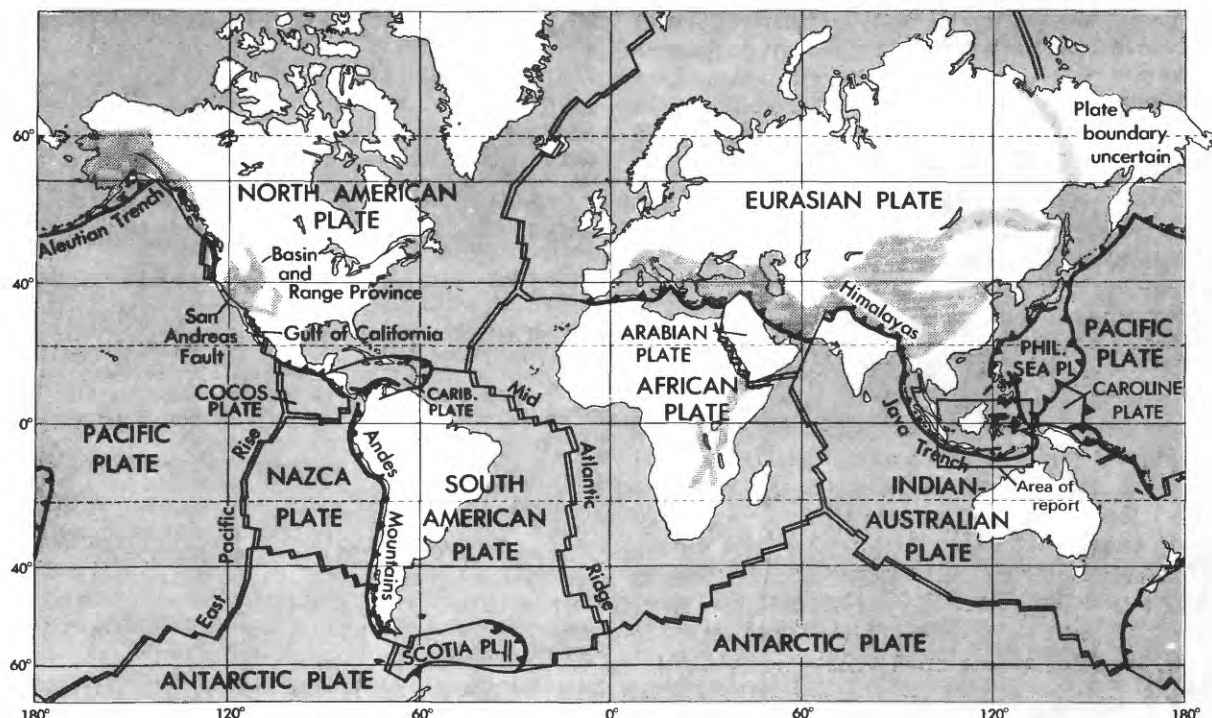 60°
40°
20°
0°
20°
40°
60°
180°
120°
60°
0°
60°
120°
180°
Aleutian Trench
NORTH AMERICAN
PLATE
Basin
and
Range Province
San
Andreas
Fault
Gulf of California
COCOS
PLATE
CARIB.
PLATE
PACIFIC
PLATE
East
Pacific
Rise
NAZCA
PLATE
Andes
Mountains
SOUTH
AMERICAN
PLATE
Mid
Atlantic
Ridge
SCOTIA PL.
ANTARCTIC PLATE
EURASIAN PLATE
Plate
boundary
uncertain
ARABIAN
PLATE
AFRICAN
PLATE
Himalayas
Java
Trench
PHIL.
SEA PL.
PACIFIC
PLATE
CAROLINE
PLATE
INDIAN-
AUSTRALIAN
PLATE
Area of
report
ANTARCTIC PLATE